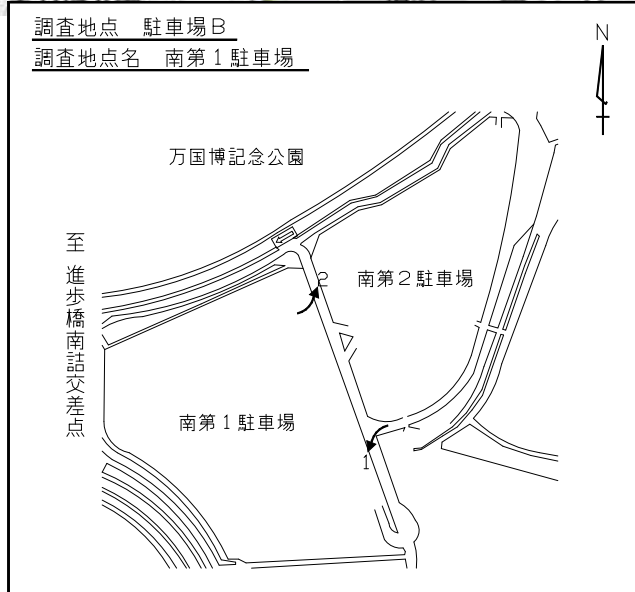 調査地点 駐車場B
調査地点名 南第1駐車場
N
万国博記念公園
至 進歩橋南詰交差点
2
南第2駐車場
南第1駐車場
1